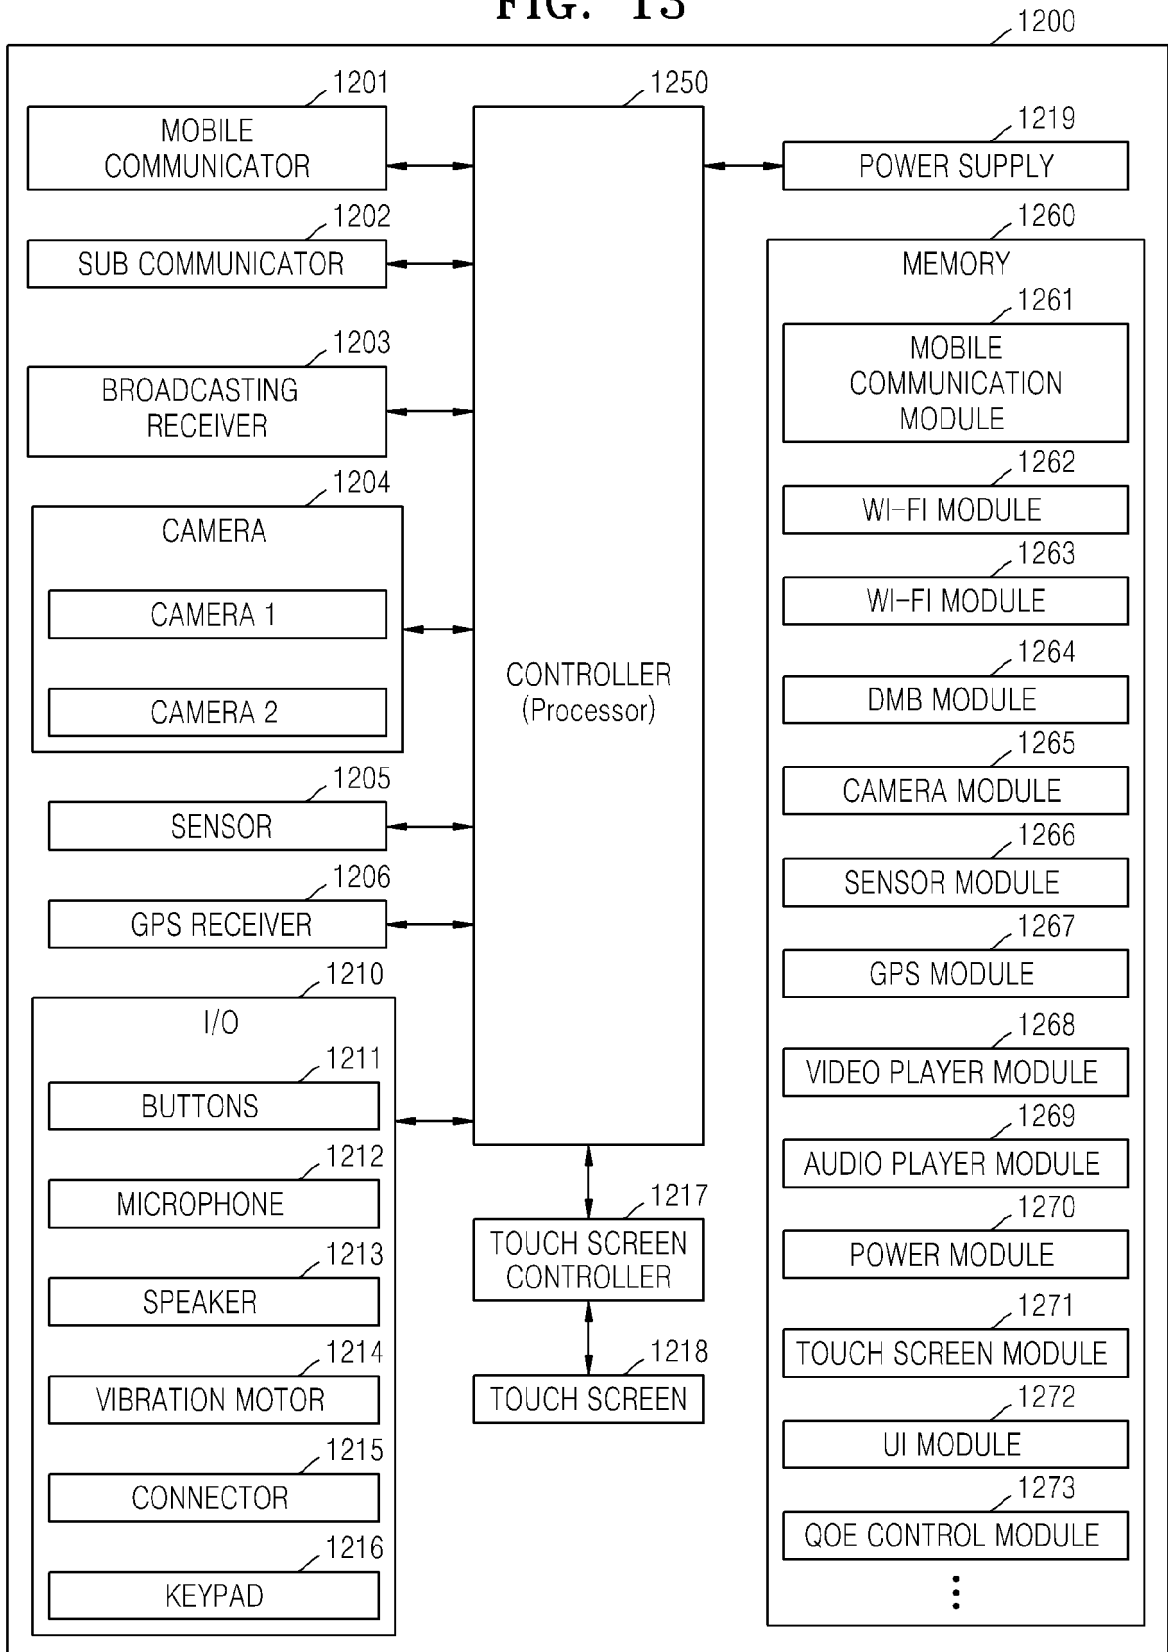 FIG. 13
1200
1201
MOBILE
COMMUNICATOR
1202
SUB COMMUNICATOR
1203
BROADCASTING
RECEIVER
1204
CAMERA
CAMERA 1
CAMERA 2
1205
SENSOR
1206
GPS RECEIVER
1210
I/O
1211
BUTTONS
1212
MICROPHONE
1213
SPEAKER
1214
VIBRATION MOTOR
1215
CONNECTOR
1216
KEYPAD
1250
CONTROLLER
(Processor)
1217
TOUCH SCREEN
CONTROLLER
1218
TOUCH SCREEN
1219
POWER SUPPLY
1260
MEMORY
1261
MOBILE
COMMUNICATION
MODULE
1262
WI-FI MODULE
1263
WI-FI MODULE
1264
DMB MODULE
1265
CAMERA MODULE
1266
SENSOR MODULE
1267
GPS MODULE
1268
VIDEO PLAYER MODULE
1269
AUDIO PLAYER MODULE
1270
POWER MODULE
1271
TOUCH SCREEN MODULE
1272
UI MODULE
1273
QOE CONTROL MODULE